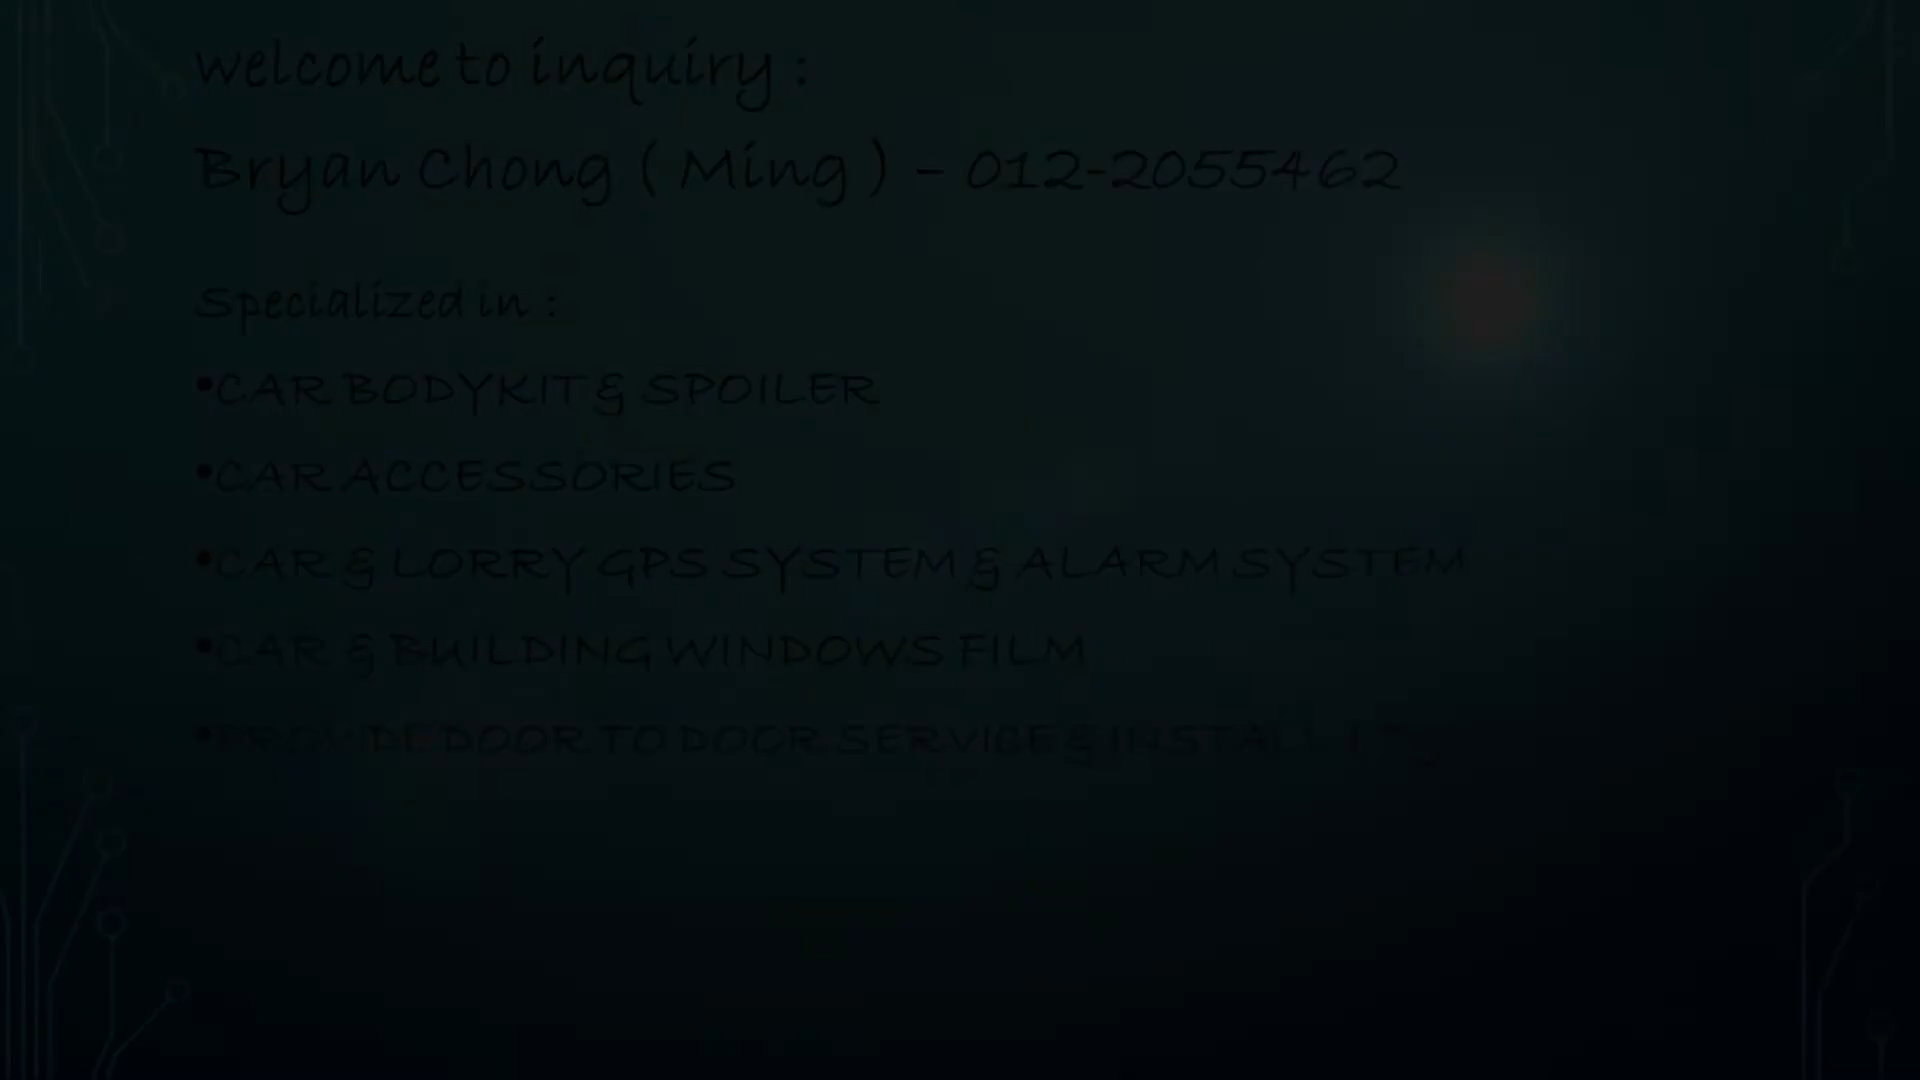 welcome to inquiry :
Bryan Chong ( Ming ) – 012-2055462
Specialized in :
•CAR BODYKIT & SPOILER
•CAR ACCESSORIES
•CAR & LORRY GPS SYSTEM & ALARM SYSTEM
•CAR & BUILDING WINDOWS FILM
•PROVIDE DOOR TO DOOR SERVICE &